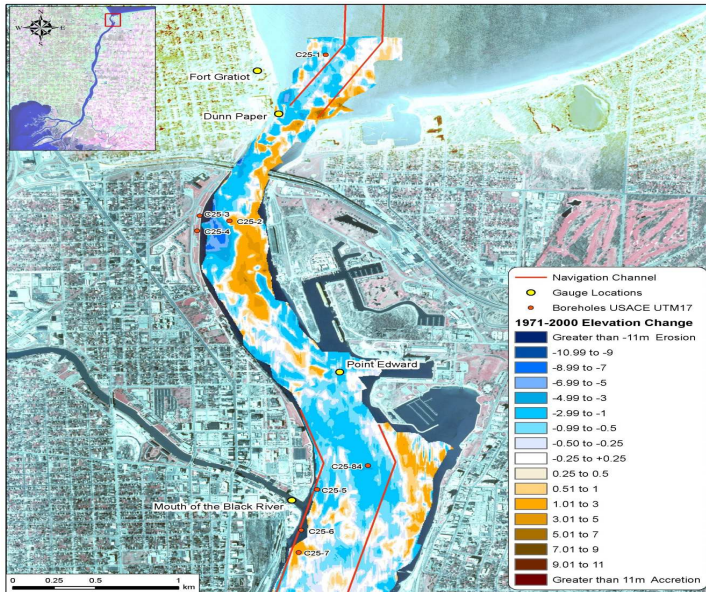 N
W E
S
C25-1
Fort Gratiot
Dunn Paper
C25-3
C25-2
C25-4
Point Edward
C25-84
C25-5
Mouth of the Black River
C25-6
C25-7
0 0.25 0.5 1
km
Navigation Channel
Gauge Locations
Boreholes USACE UTM17
1971-2000 Elevation Change
Greater than -11m Erosion
-10.99 to -9
-8.99 to -7
-6.99 to -5
-4.99 to -3
-2.99 to -1
-0.99 to -0.5
-0.50 to -0.25
-0.25 to +0.25
0.25 to 0.5
0.51 to 1
1.01 to 3
3.01 to 5
5.01 to 7
7.01 to 9
9.01 to 11
Greater than 11m Accretion